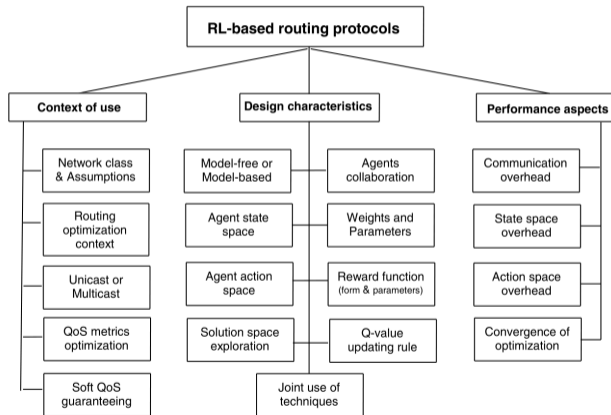 RL-based routing protocols
Context of use
Design characteristics
Performance aspects
Network class
& Assumptions
Routing
optimization
context
Unicast or
Multicast
QoS metrics
optimization
Soft QoS
guaranteeing
Model-free or
Model-based
Agent state
space
Agent action
space
Solution space
exploration
Agents
collaboration
Weights and
Parameters
Reward function
(form & parameters)
Q-value
updating rule
Joint use of
techniques
Communication
overhead
State space
overhead
Action space
overhead
Convergence of
optimization